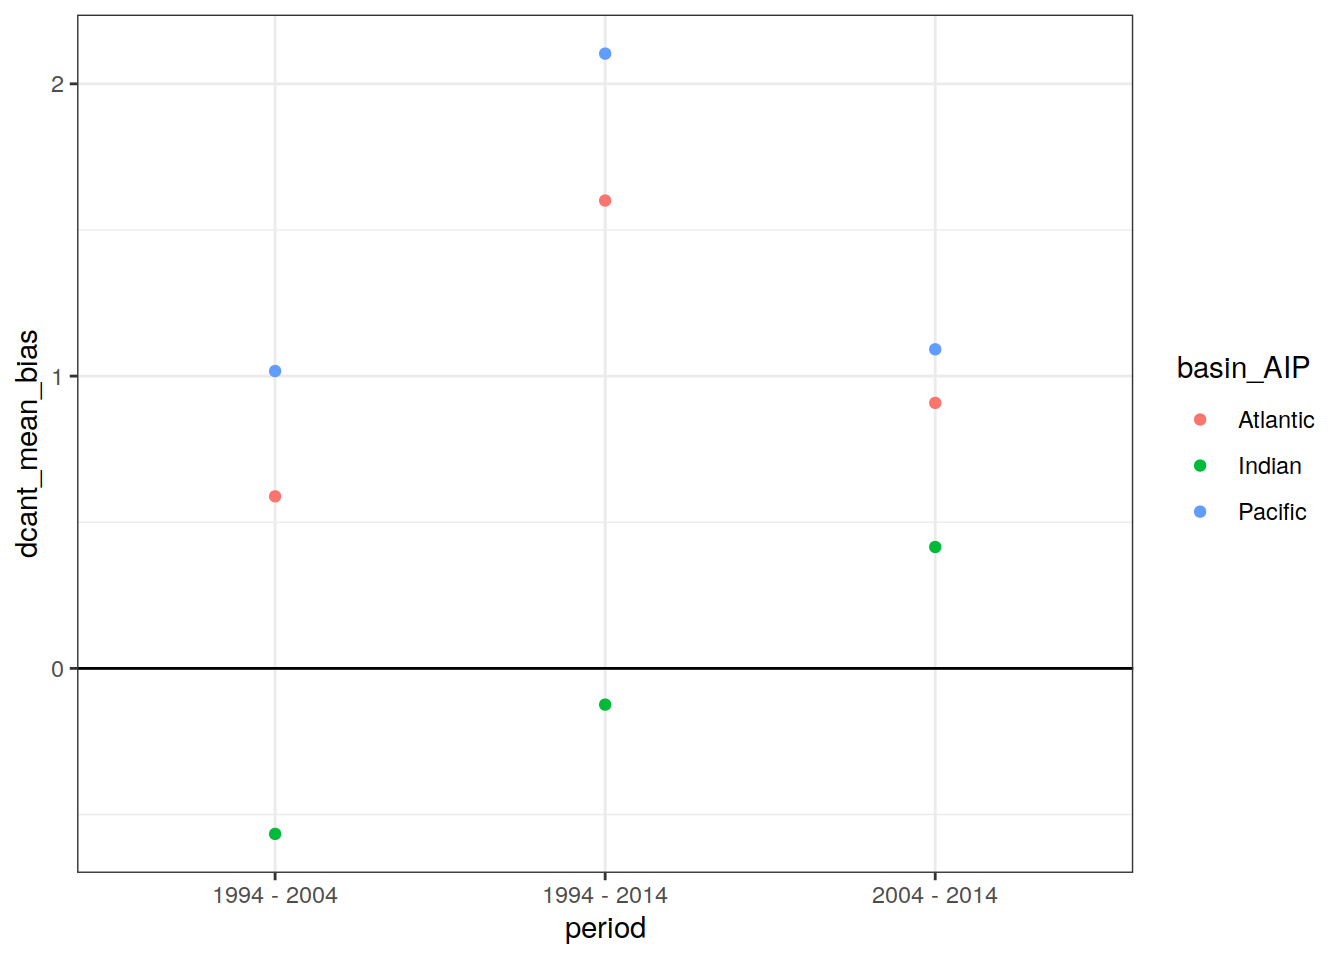 dcant_mean_bias
2
1
0
1994 - 2004
1994 - 2014
2004 - 2014
period
basin_AIP
Atlantic
Indian
Pacific